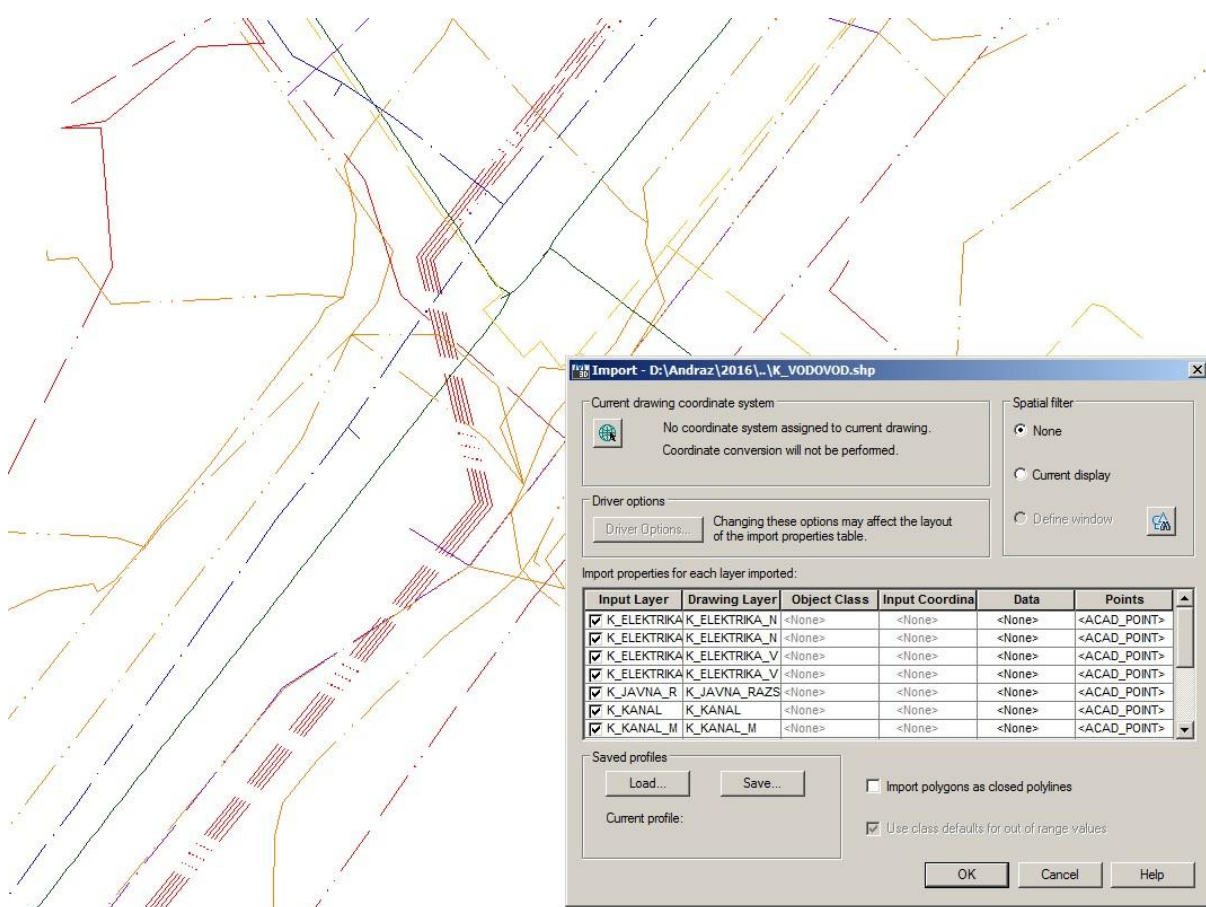 Import - D:\Andraz\2016\..\K_VODOVOD.shp
Current drawing coordinate system
No coordinate system assigned to current drawing.
Coordinate conversion will not be performed.
Spatial filter
None
Current display
Define window
Driver options
Driver Options...
Changing these options may affect the layout
of the import properties table.
Import properties for each layer imported:
Input Layer Drawing Layer Object Class Input Coordina Data Points
K_ELEKTRIKA K_ELEKTRIKA_N <None> <None> <None> <ACAD_POINT>
K_ELEKTRIKA K_ELEKTRIKA_N <None> <None> <None> <ACAD_POINT>
K_ELEKTRIKA K_ELEKTRIKA_V <None> <None> <None> <ACAD_POINT>
K_ELEKTRIKA K_ELEKTRIKA_V <None> <None> <None> <ACAD_POINT>
K_JAVNA_R K_JAVNA_RAZS <None> <None> <None> <ACAD_POINT>
K_KANAL K_KANAL <None> <None> <None> <ACAD_POINT>
K_KANAL_M K_KANAL_M <None> <None> <None> <ACAD_POINT>
Saved profiles
Load...
Save...
Current profile:
Import polygons as closed polylines
Use class defaults for out of range values
OK
Cancel
Help